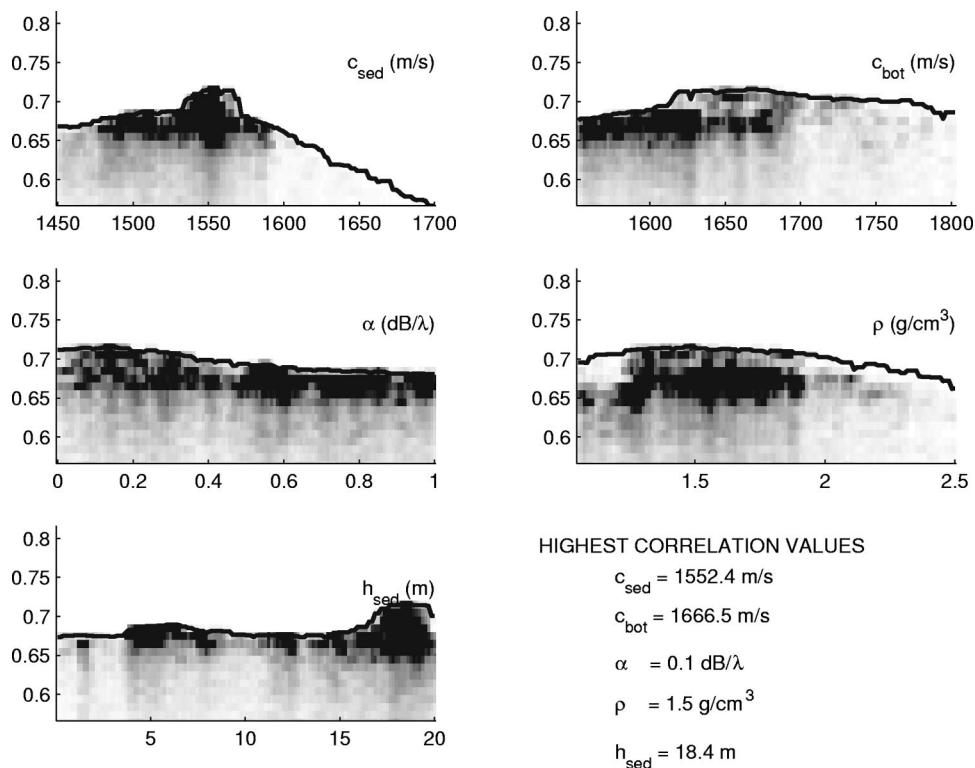 0.8
0.75
0.7
0.65
0.6
c_sed (m/s)
1450 1500 1550 1600 1650 1700
0.8
0.75
0.7
0.65
0.6
c_bot (m/s)
1600 1650 1700 1750 1800
0.8
0.75
0.7
0.65
0.6
α (dB/λ)
0 0.2 0.4 0.6 0.8 1
0.8
0.75
0.7
0.65
0.6
ρ (g/cm³)
1.5 2 2.5
0.8
0.75
0.7
0.65
0.6
h_sed (m)
5 10 15 20
HIGHEST CORRELATION VALUES
c_sed = 1552.4 m/s
c_bot = 1666.5 m/s
α = 0.1 dB/λ
ρ = 1.5 g/cm³
h_sed = 18.4 m